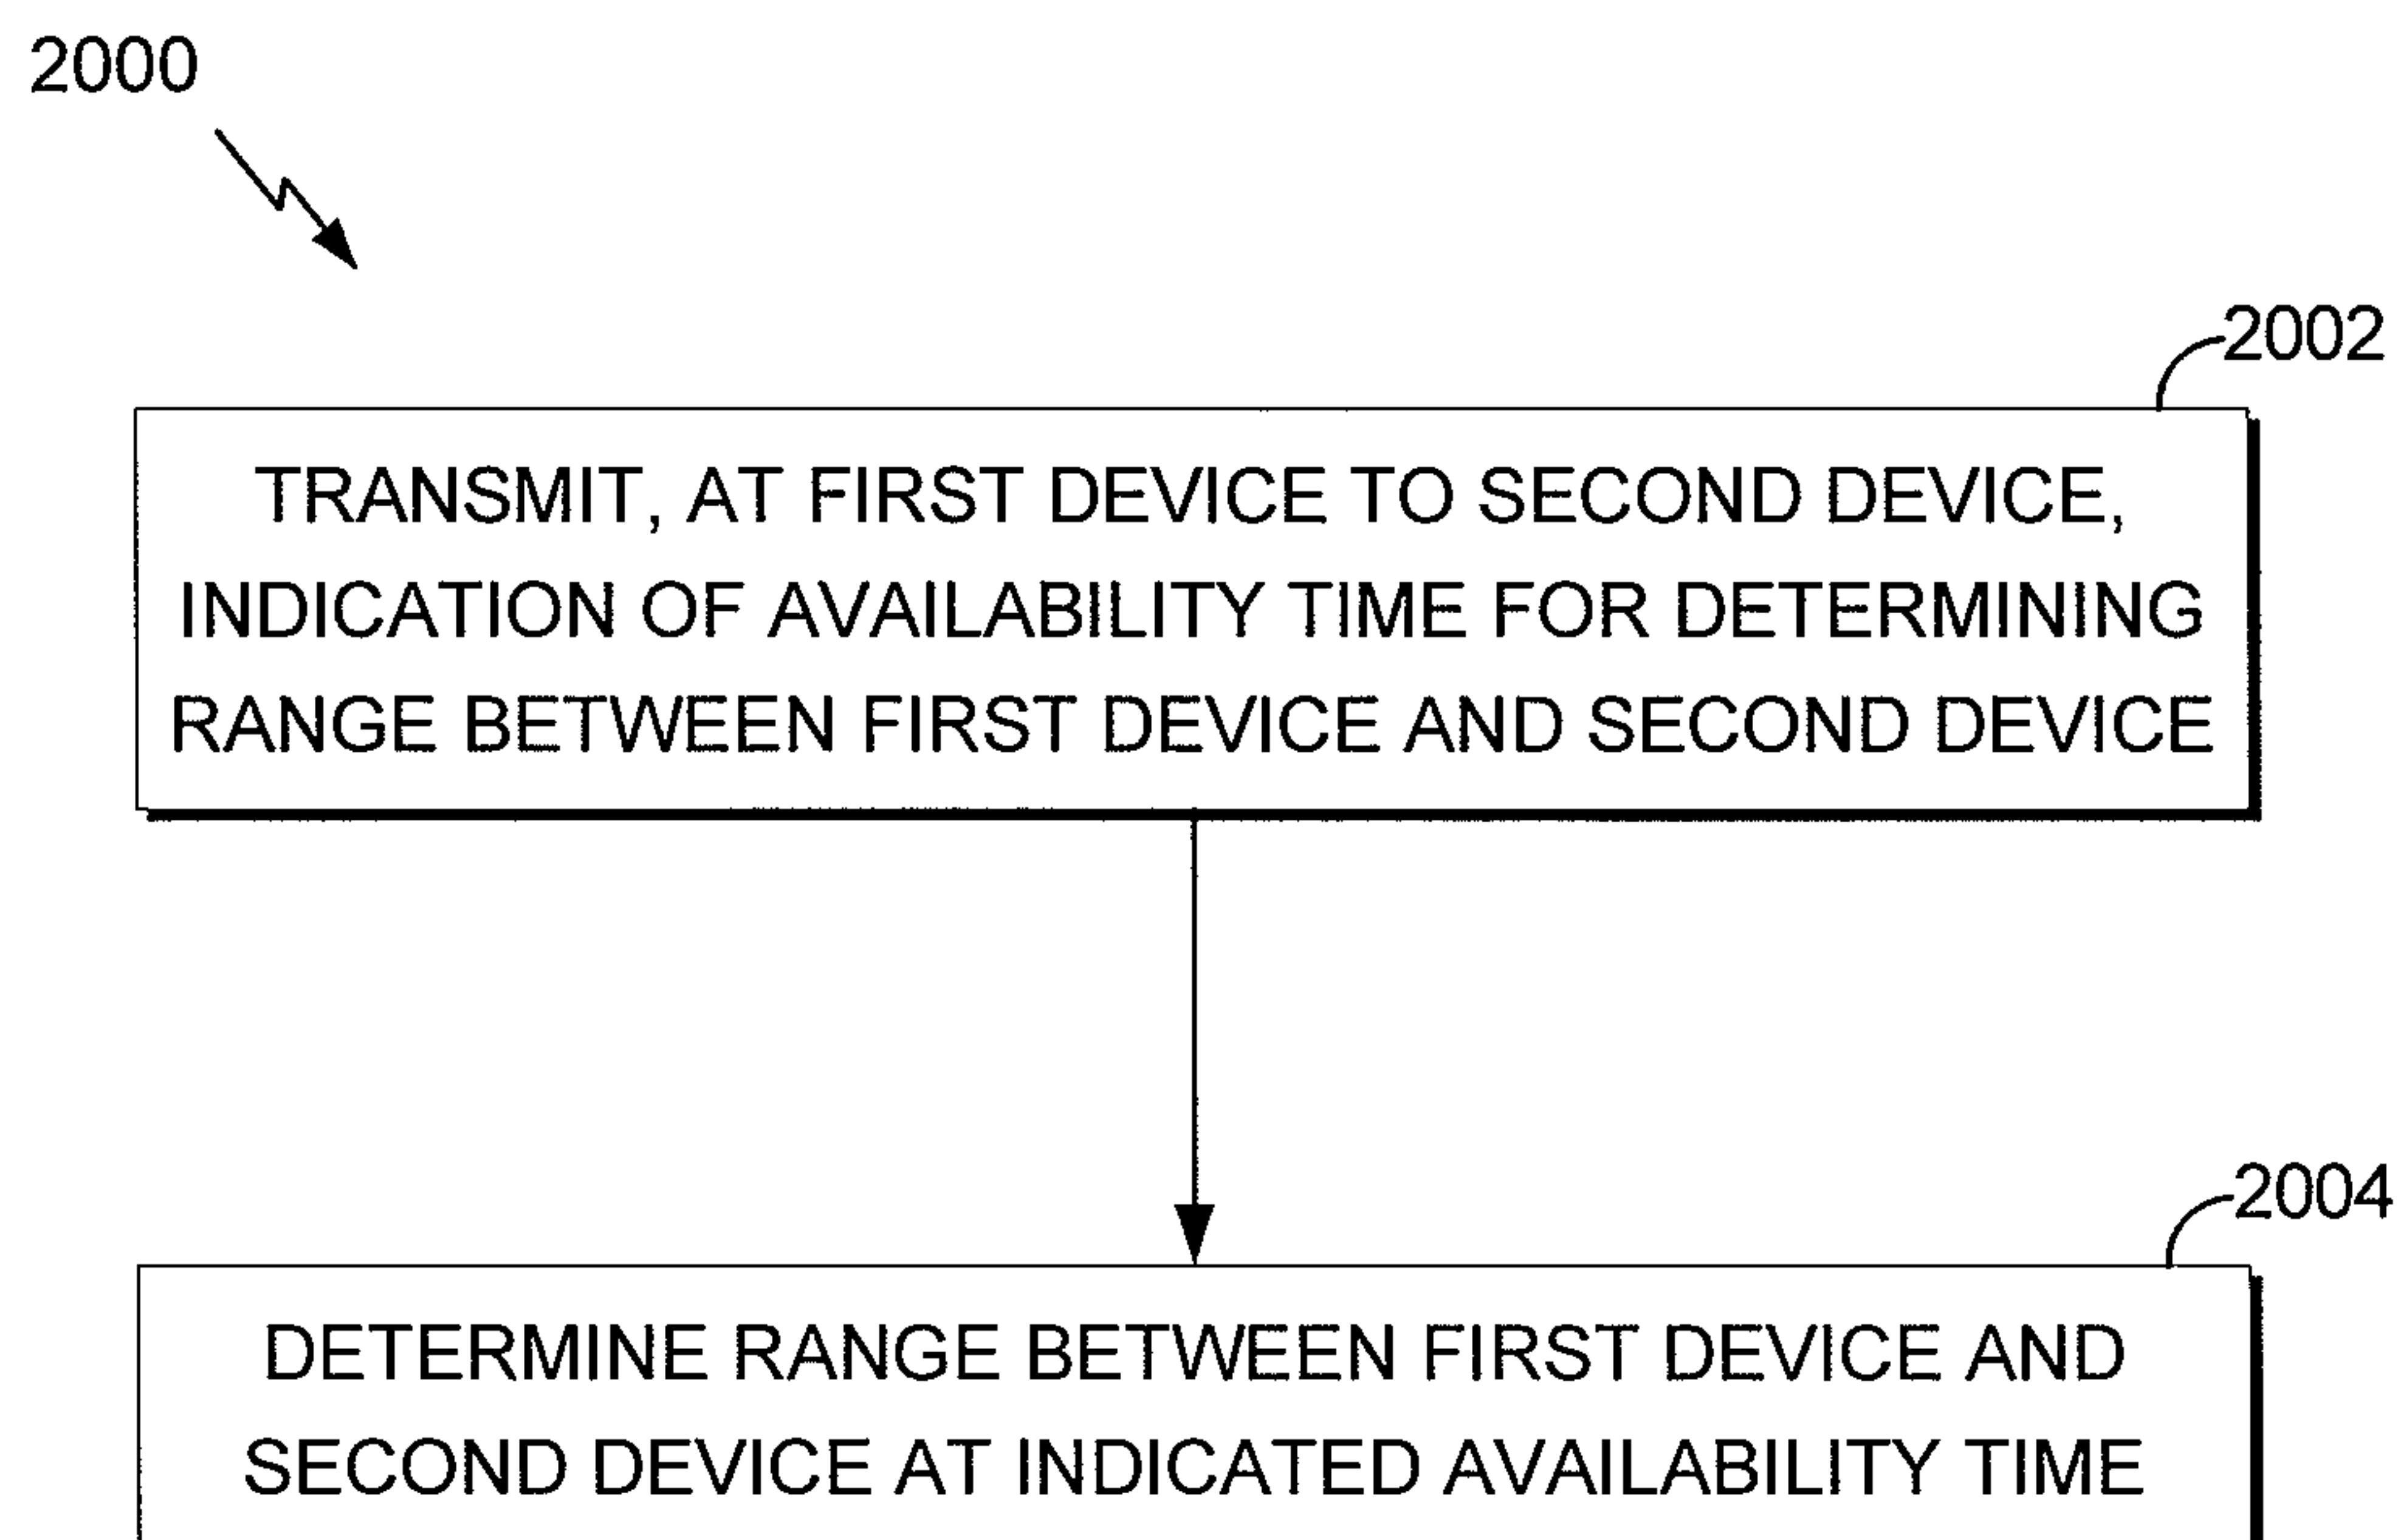 2000
2002
TRANSMIT, AT FIRST DEVICE TO SECOND DEVICE,
INDICATION OF AVAILABILITY TIME FOR DETERMINING
RANGE BETWEEN FIRST DEVICE AND SECOND DEVICE
2004
DETERMINE RANGE BETWEEN FIRST DEVICE AND
SECOND DEVICE AT INDICATED AVAILABILITY TIME